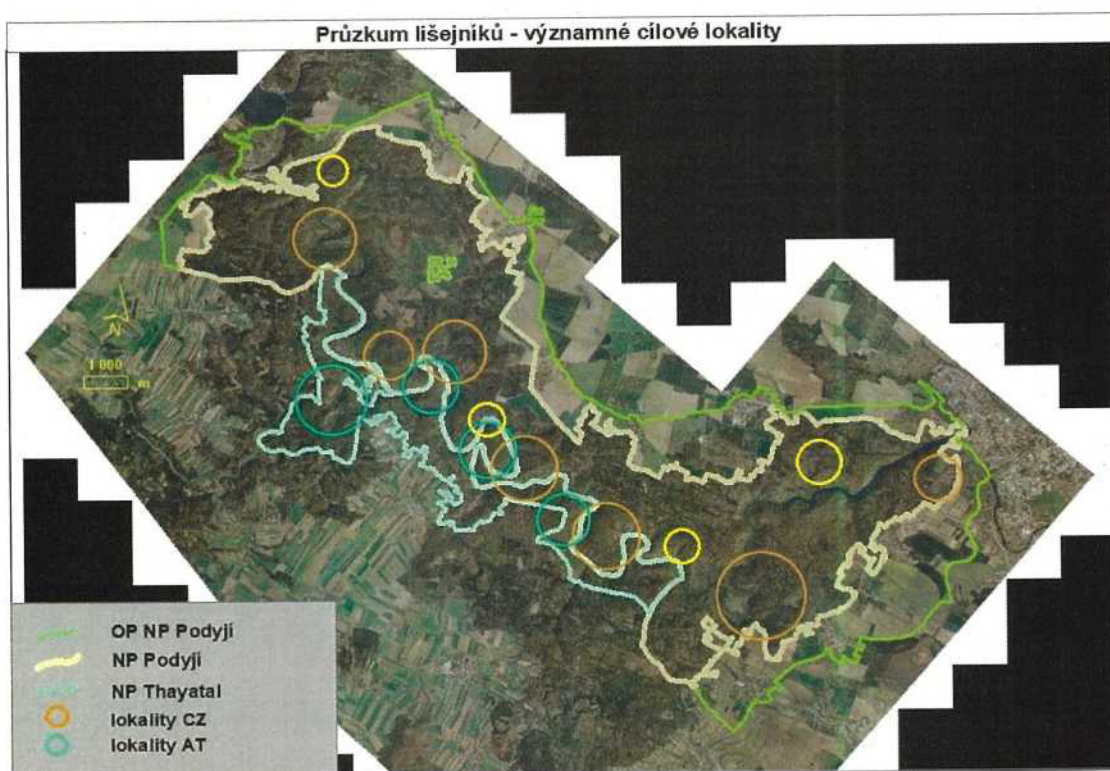 Průzkum lišejníků - významné cílové lokality
N
1 000
m
OP NP Podyjí
NP Podyjí
NP Thayatal
lokality CZ
lokality AT